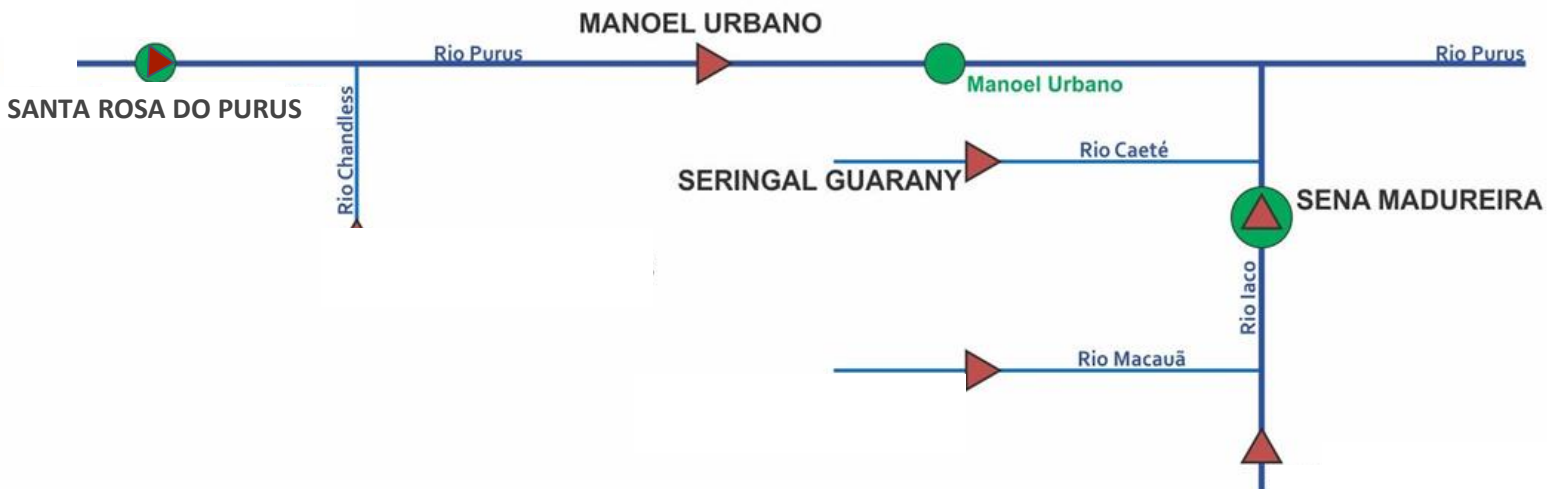 MANOEL URBANO
Rio Purus
Rio Purus
Manoel Urbano
SANTA ROSA DO PURUS
Rio Chandless
Rio Caeté
SERINGAL GUARANY
SENA MADUREIRA
Rio Iaco
Rio Macauã